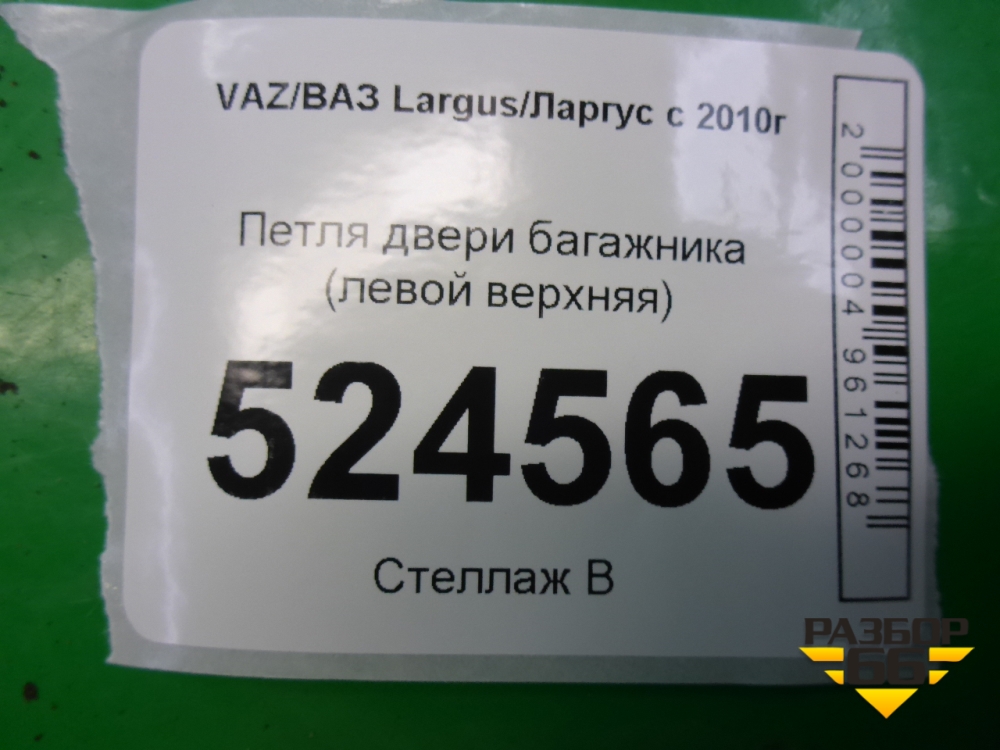 VAZ/ВАЗ Largus/Ларгус с 2010г
Петля двери багажника
(левой верхняя)
524565
Стеллаж В
2000004961268
РАЗБОР
66